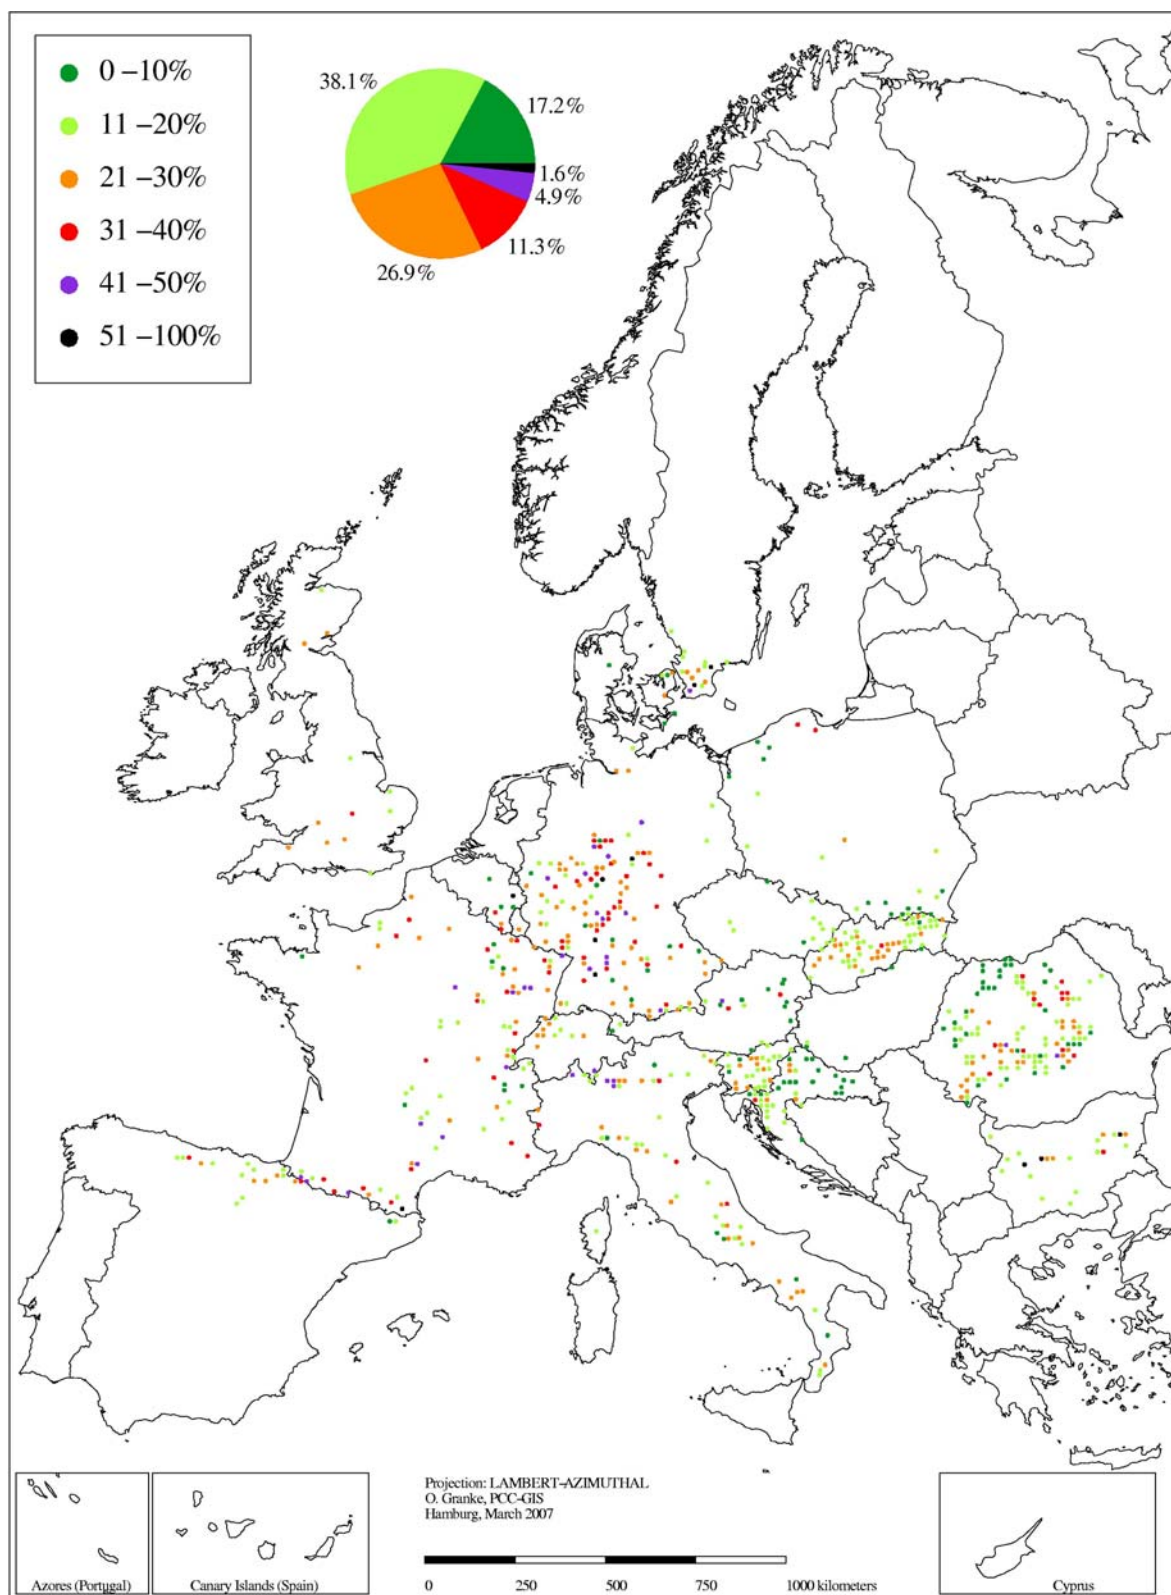 0 –10%
11 –20%
21 –30%
31 –40%
41 –50%
51 –100%
38.1%
17.2%
1.6%
4.9%
11.3%
26.9%
Projection: LAMBERT-AZIMUTHAL
O. Granke, PCC-GIS
Hamburg, March 2007
0 250 500 750 1000 kilometers
Azores (Portugal)
Canary Islands (Spain)
Cyprus